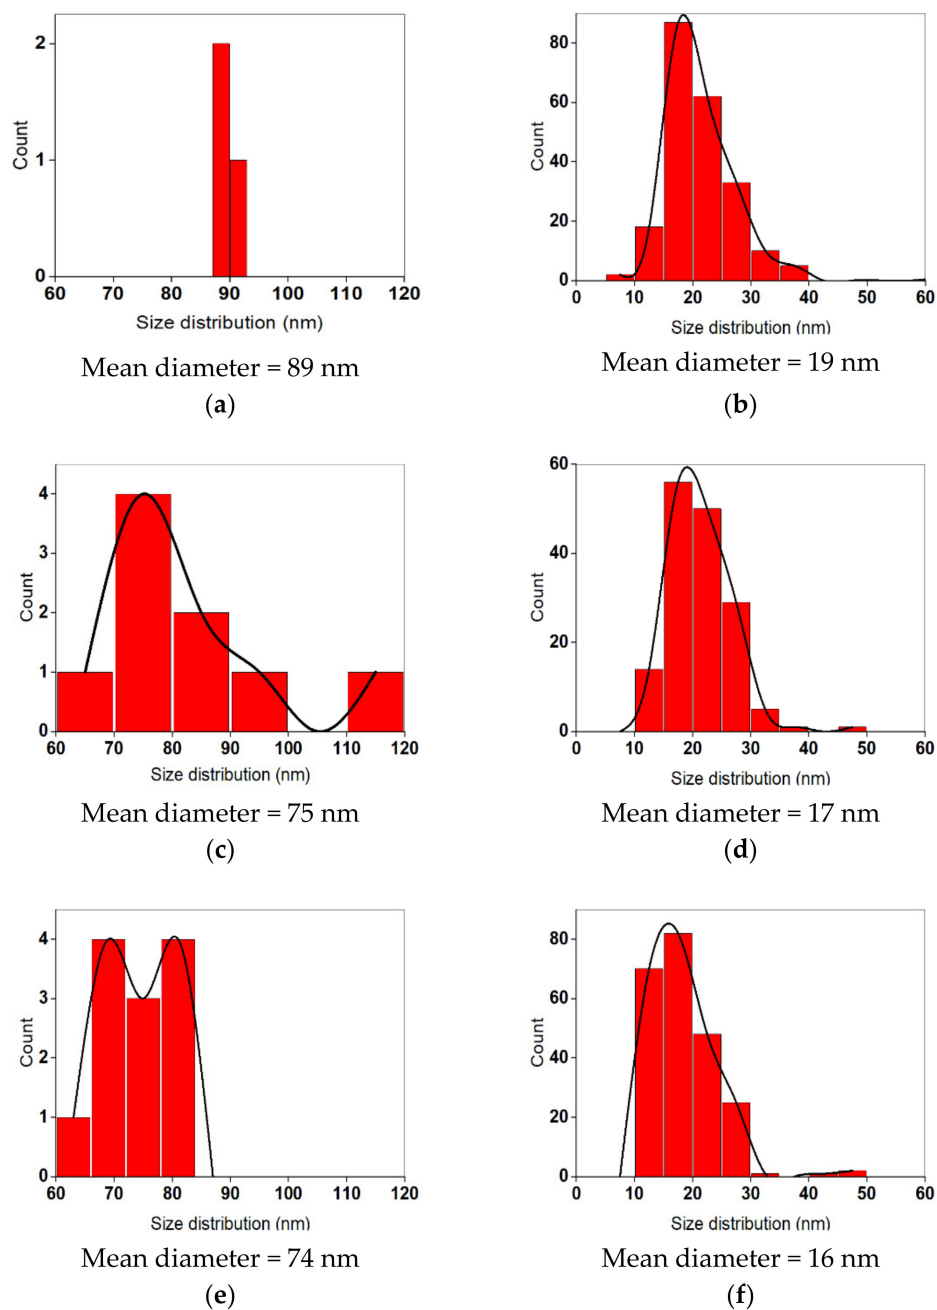 2
1
0
Count
60 70 80 90 100 110 120
Size distribution (nm)
Mean diameter = 89 nm
(a)
80
60
40
20
0
Count
0 10 20 30 40 50 60
Size distribution (nm)
Mean diameter = 19 nm
(b)
4
3
2
1
0
Count
60 70 80 90 100 110 120
Size distribution (nm)
Mean diameter = 75 nm
(c)
60
40
20
0
Count
0 10 20 30 40 50 60
Size distribution (nm)
Mean diameter = 17 nm
(d)
4
3
2
1
0
Count
60 70 80 90 100 110 120
Size distribution (nm)
Mean diameter = 74 nm
(e)
80
60
40
20
0
Count
0 10 20 30 40 50 60
Size distribution (nm)
Mean diameter = 16 nm
(f)